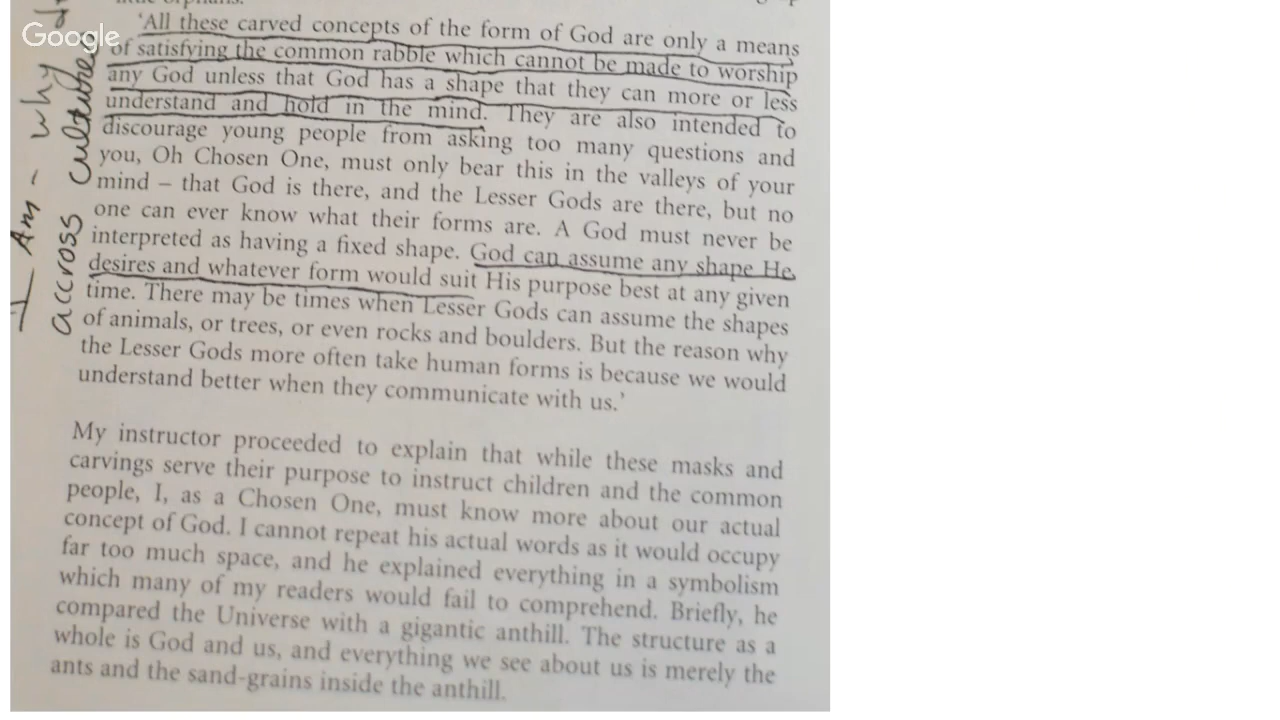 little orphans.
'All these carved concepts of the form of God are only a means
of satisfying the common rabble which cannot be made to worship
any God unless that God has a shape that they can more or less
understand and hold in the mind. They are also intended to
discourage young people from asking too many questions and
you, Oh Chosen One, must only bear this in the valleys of your
mind – that God is there, and the Lesser Gods are there, but no
one can ever know what their forms are. A God must never be
interpreted as having a fixed shape. God can assume any shape He
desires and whatever form would suit His purpose best at any given
time. There may be times when Lesser Gods can assume the shapes
of animals, or trees, or even rocks and boulders. But the reason why
the Lesser Gods more often take human forms is because we would
understand better when they communicate with us.'
My instructor proceeded to explain that while these masks and
carvings serve their purpose to instruct children and the common
people, I, as a Chosen One, must know more about our actual
concept of God. I cannot repeat his actual words as it would occupy
far too much space, and he explained everything in a symbolism
which many of my readers would fail to comprehend. Briefly, he
compared the Universe with a gigantic anthill. The structure as a
whole is God and us, and everything we see about us is merely the
ants and the sand-grains inside the anthill.
I Am - why
accross cultures
Google